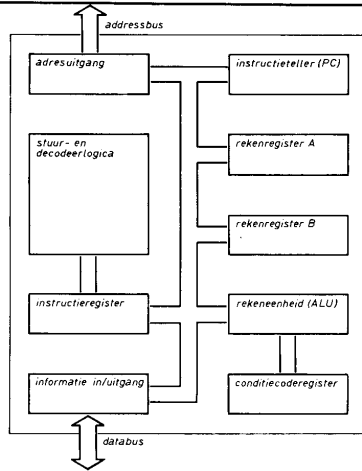 addressbus
adresuitgang
instructieteller (PC)
stuur- en
decodeerlogica
rekenregister A
rekenregister B
instructieregister
rekeneenheid (ALU)
informatie in/uitgang
conditiecoderegister
databus